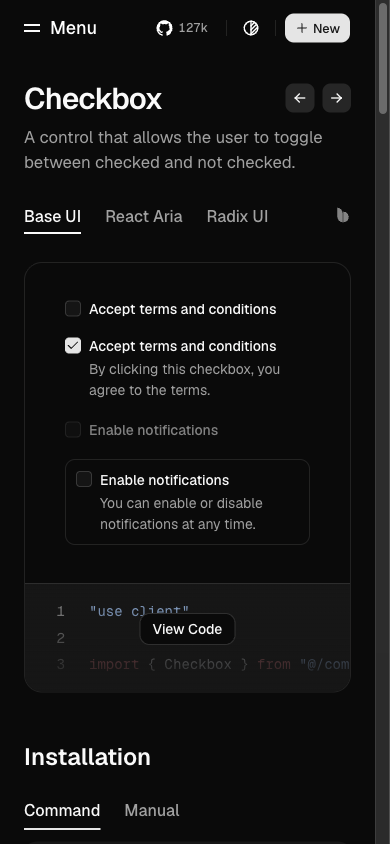 Menu
127k
New
Checkbox
A control that allows the user to toggle
between checked and not checked.
Base UI
React Aria
Radix UI
Accept terms and conditions
Accept terms and conditions
By clicking this checkbox, you
agree to the terms.
Enable notifications
Enable notifications
You can enable or disable
notifications at any time.
1 "use client"
2
View Code
3 import { Checkbox } from "@/com
Installation
Command
Manual